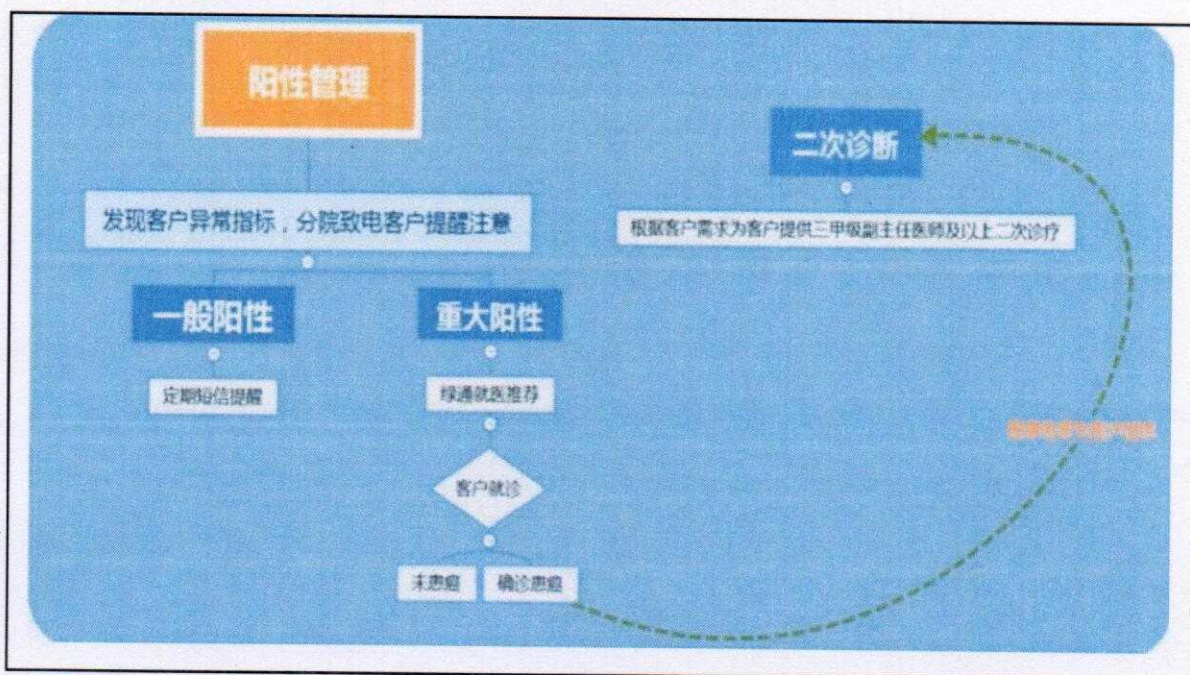 阳性管理
二次诊断
发现客户异常指标，分院致电客户提醒注意
根据客户需求为客户提供三甲级副主任医师及以上二次诊疗
一般阳性
重大阳性
定期短信提醒
绿通就医推荐
客户就诊
未患癌
确诊患癌